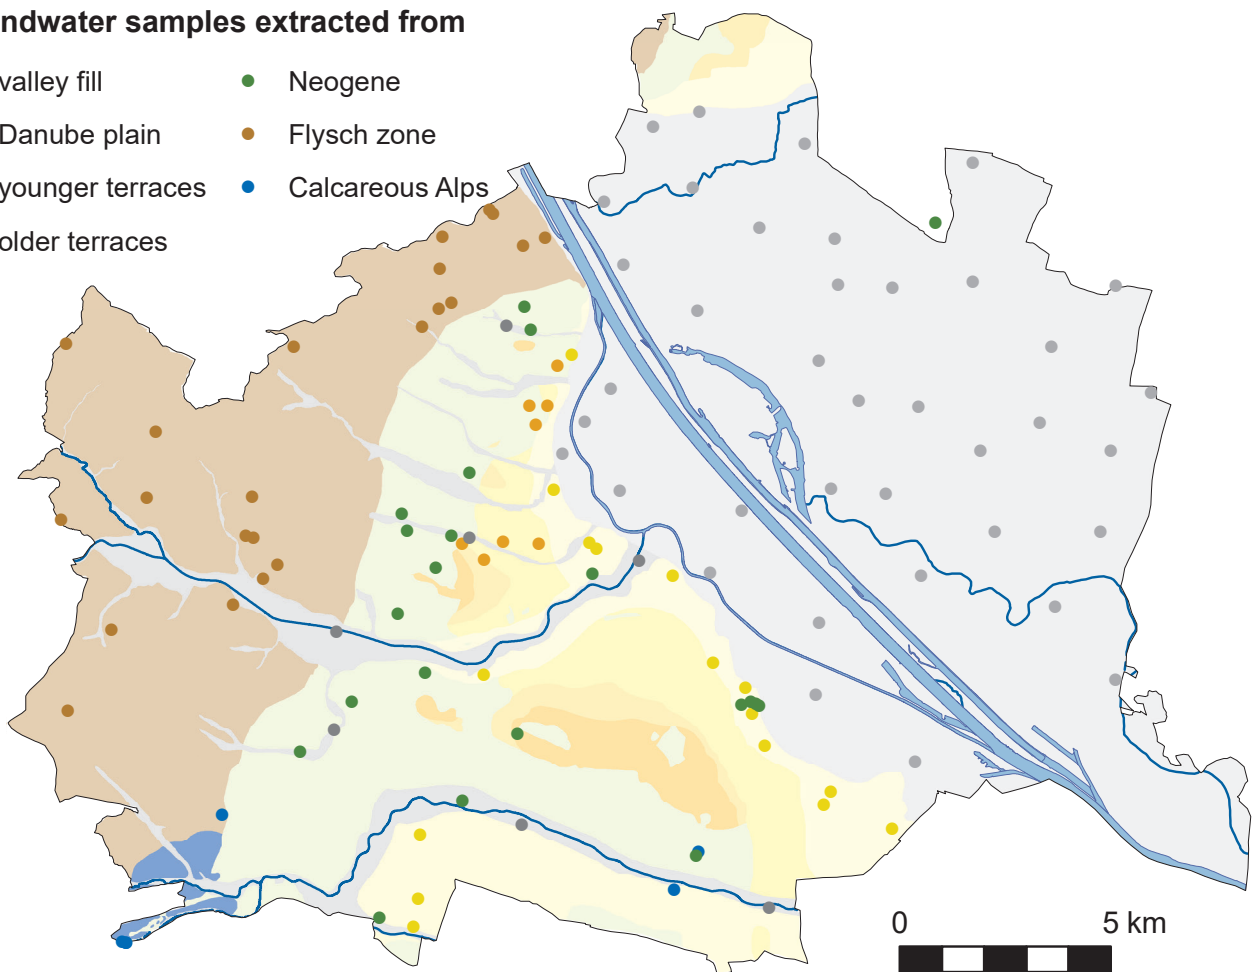 ndwater samples extracted from
valley fill
Neogene
Danube plain
Flysch zone
younger terraces
Calcareous Alps
older terraces
0 5 km